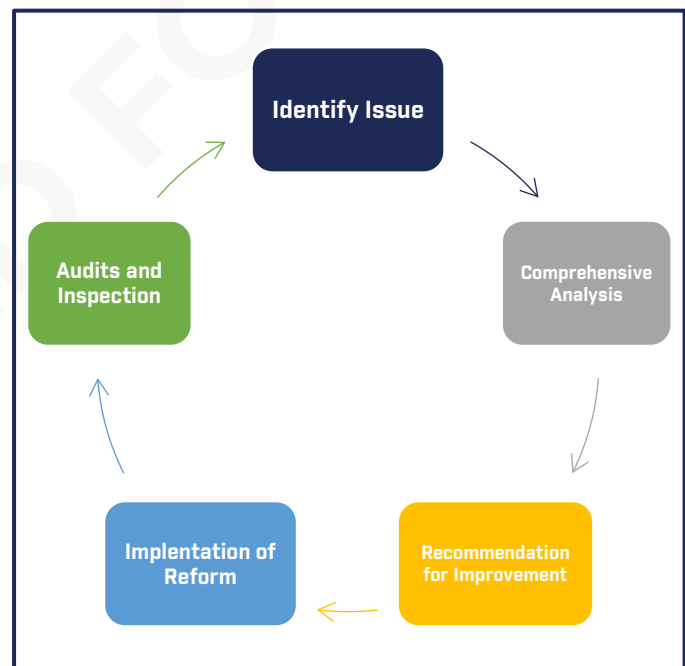 Identify Issue
Comprehensive
Analysis
Recommendation
for Improvement
Implentation of
Reform
Audits and
Inspection